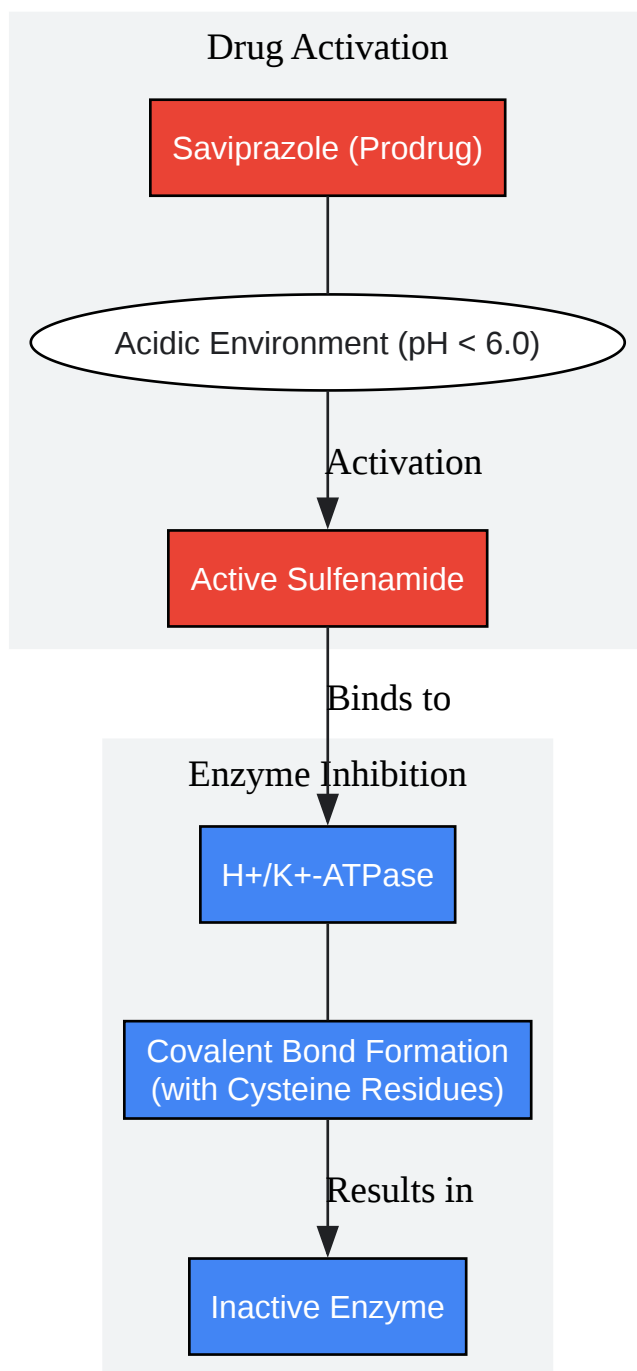 Drug Activation
Saviprazole (Prodrug)
Acidic Environment (pH < 6.0)
Activation
Active Sulfenamide
Binds to
Enzyme Inhibition
H+/K+-ATPase
Covalent Bond Formation
(with Cysteine Residues)
Results in
Inactive Enzyme